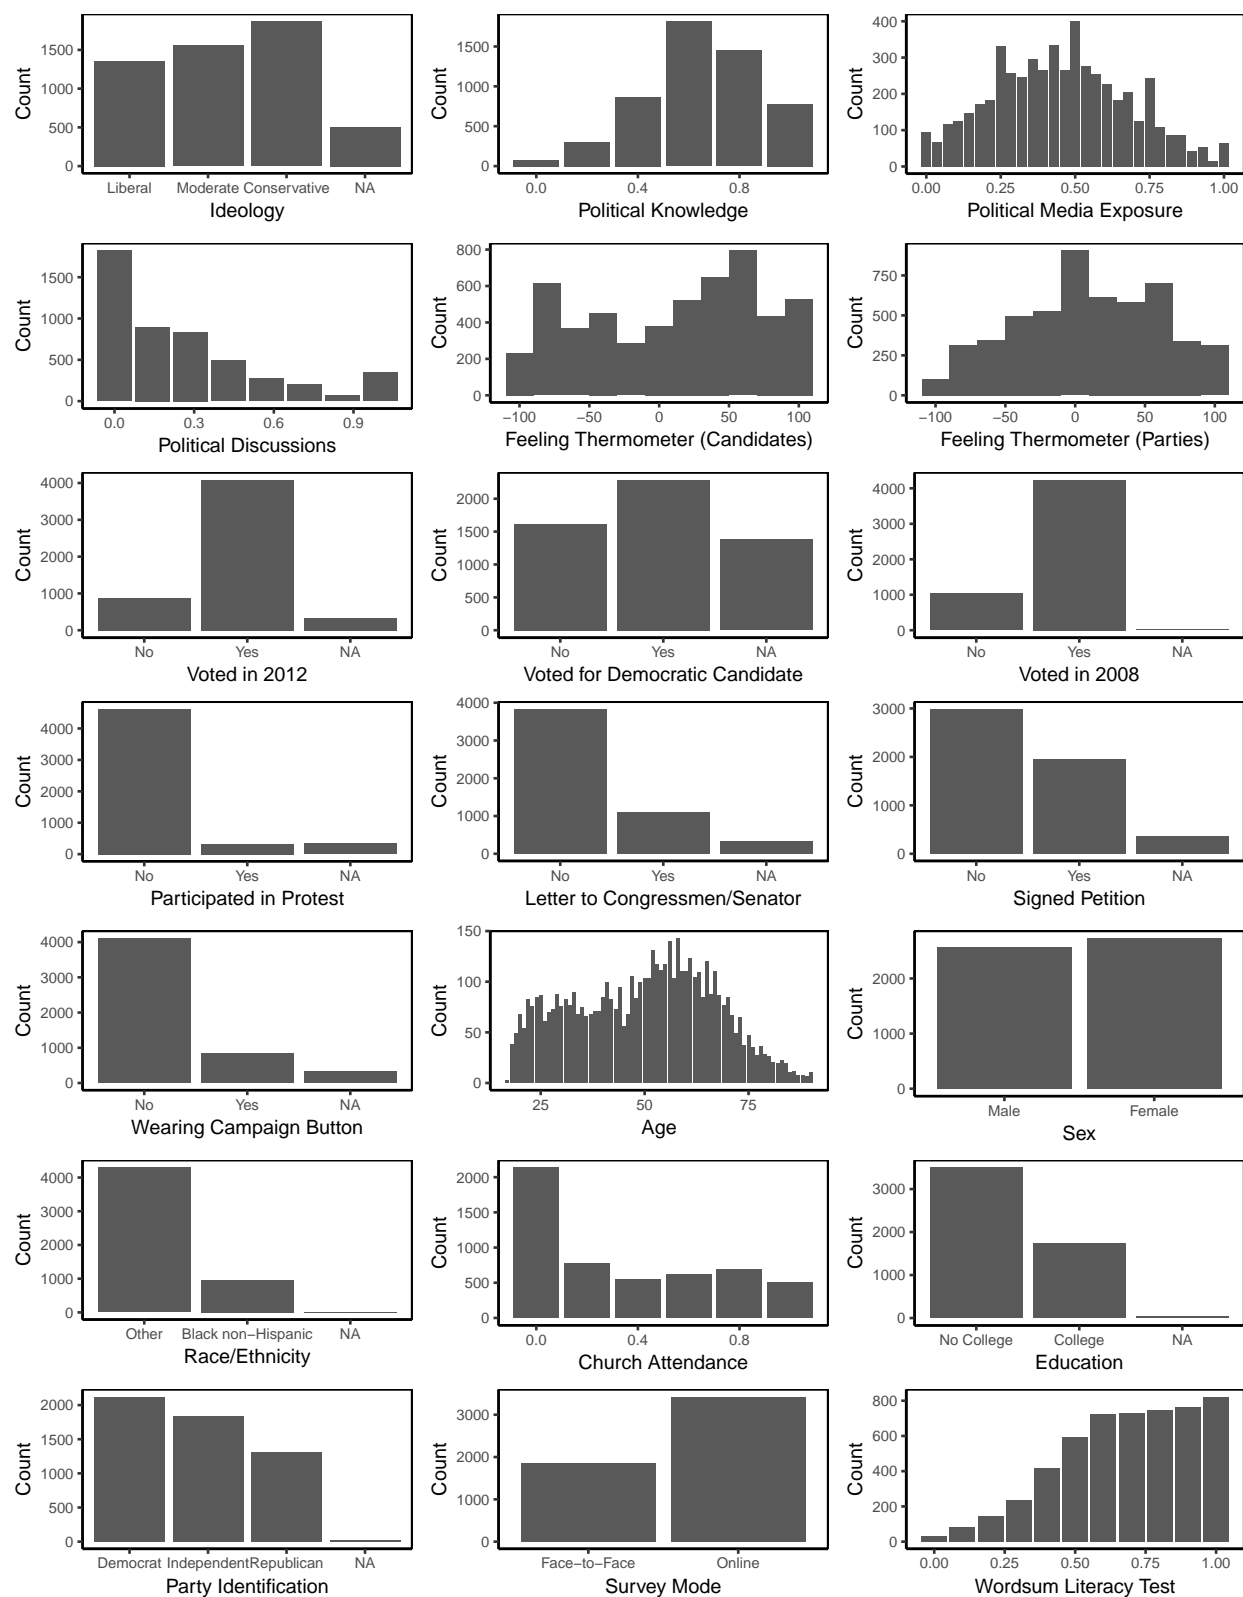 Count
1500
1000
500
0
Liberal Moderate Conservative NA
Ideology
Count
1500
1000
500
0
0.0 0.4 0.8
Political Knowledge
Count
400
300
200
100
0
0.00 0.25 0.50 0.75 1.00
Political Media Exposure
Count
1500
1000
500
0
0.0 0.3 0.6 0.9
Political Discussions
Count
800
600
400
200
0
−100 −50 0 50 100
Feeling Thermometer (Candidates)
Count
750
500
250
0
−100 −50 0 50 100
Feeling Thermometer (Parties)
Count
4000
3000
2000
1000
0
No Yes NA
Voted in 2012
Count
2000
1500
1000
500
0
No Yes NA
Voted for Democratic Candidate
Count
4000
3000
2000
1000
0
No Yes NA
Voted in 2008
Count
4000
3000
2000
1000
0
No Yes NA
Participated in Protest
Count
4000
3000
2000
1000
0
No Yes NA
Letter to Congressmen/Senator
Count
3000
2000
1000
0
No Yes NA
Signed Petition
Count
4000
3000
2000
1000
0
No Yes NA
Wearing Campaign Button
Count
150
100
50
0
25 50 75
Age
Count
2000
1000
0
Male Female
Sex
Count
4000
3000
2000
1000
0
Other Black non−Hispanic NA
Race/Ethnicity
Count
2000
1500
1000
500
0
0.0 0.4 0.8
Church Attendance
Count
3000
2000
1000
0
No College College NA
Education
Count
2000
1500
1000
500
0
Democrat Independent Republican NA
Party Identification
Count
3000
2000
1000
0
Face−to−Face Online
Survey Mode
Count
800
600
400
200
0
0.00 0.25 0.50 0.75 1.00
Wordsum Literacy Test